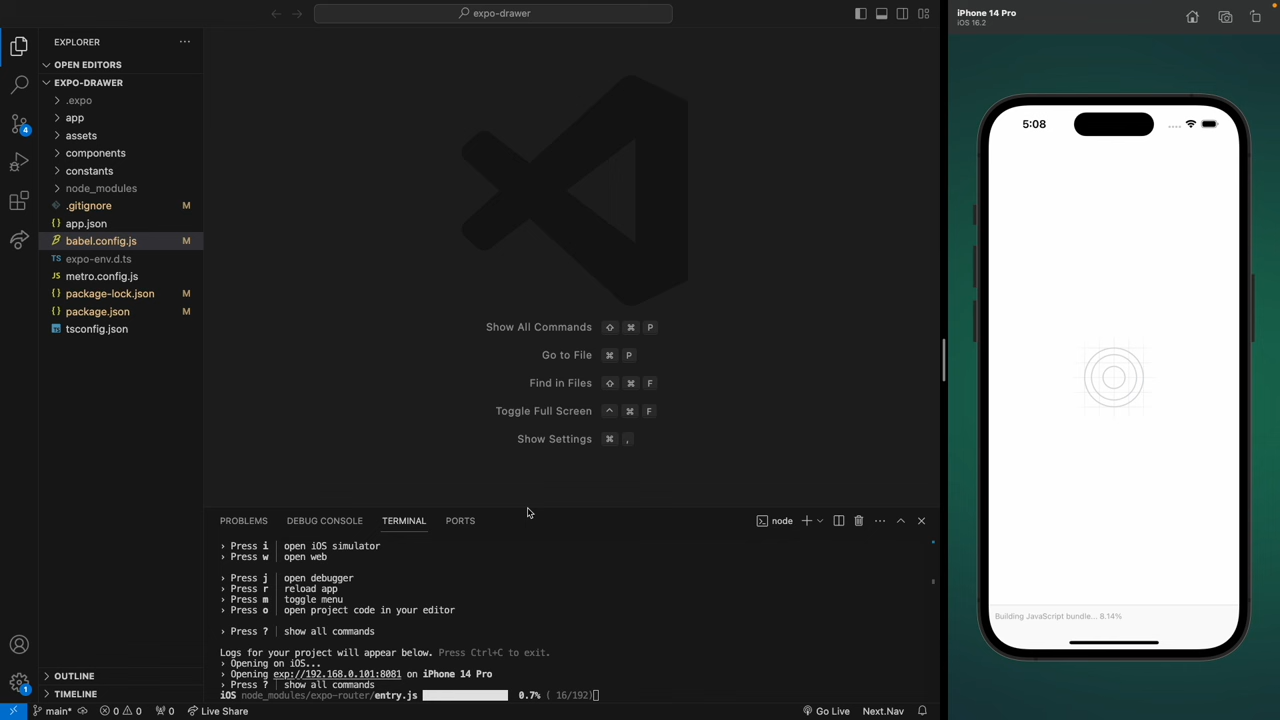 expo-drawer
EXPLORER
OPEN EDITORS
EXPO-DRAWER
.expo
app
assets
components
constants
node_modules
.gitignore M
{} app.json
babel.config.js M
TS expo-env.d.ts
JS metro.config.js
{} package-lock.json M
{} package.json M
tsconfig.json
4
1
OUTLINE
TIMELINE
Show All Commands ⇧ ⌘ P
Go to File ⌘ P
Find in Files ⇧ ⌘ F
Toggle Full Screen ^ ⌘ F
Show Settings ⌘ ,
PROBLEMS DEBUG CONSOLE TERMINAL PORTS
node
› Press i │ open iOS simulator
› Press w │ open web
› Press j │ open debugger
› Press r │ reload app
› Press m │ toggle menu
› Press o │ open project code in your editor
› Press ? │ show all commands
Logs for your project will appear below. Press Ctrl+C to exit.
› Opening on iOS...
› Opening exp://192.168.0.101:8081 on iPhone 14 Pro
› Press ? │ show all commands
iOS node_modules/expo-router/entry.js 0.7% ( 16/192)
main* 0 0 0 Live Share Go Live Next.Nav
iPhone 14 Pro
iOS 16.2
5:08
Building JavaScript bundle... 8.14%